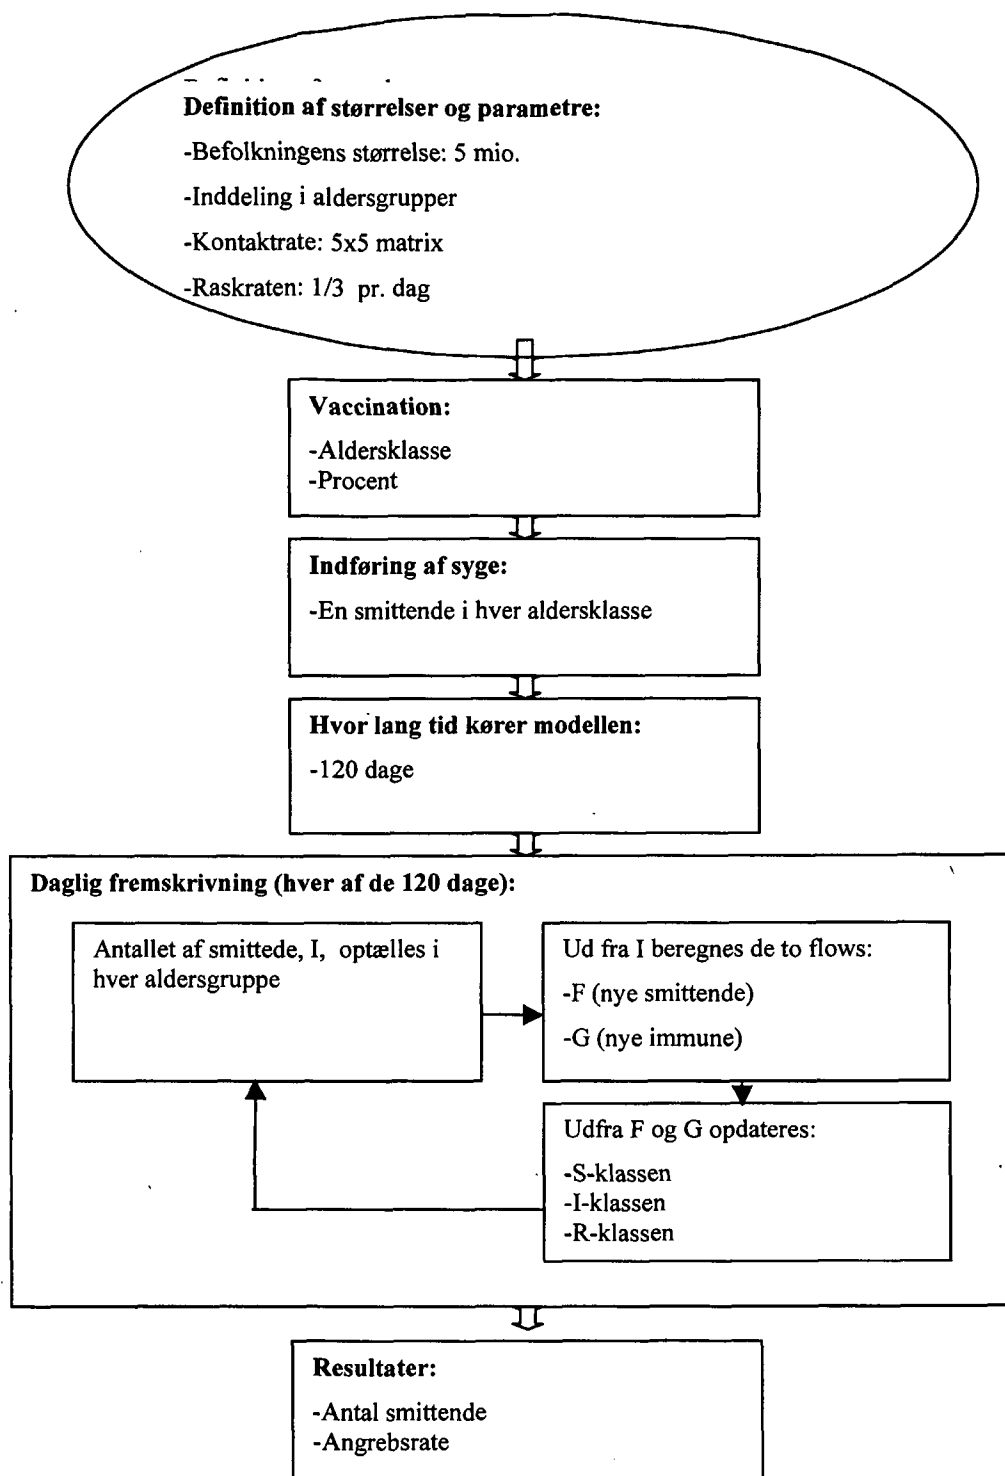 Definition af størrelser og parametre:
-Befolkningens størrelse: 5 mio.
-Inddeling i aldersgrupper
-Kontaktrate: 5x5 matrix
-Raskraten: 1/3 pr. dag
Vaccination:
-Aldersklasse
-Procent
Indføring af syge:
-En smittende i hver aldersklasse
Hvor lang tid kører modellen:
-120 dage
Daglig fremskrivning (hver af de 120 dage):
Antallet af smittede, I, optælles i
hver aldersgruppe
Ud fra I beregnes de to flows:
-F (nye smittende)
-G (nye immune)
Udfra F og G opdateres:
-S-klassen
-I-klassen
-R-klassen
Resultater:
-Antal smittende
-Angrebsrate